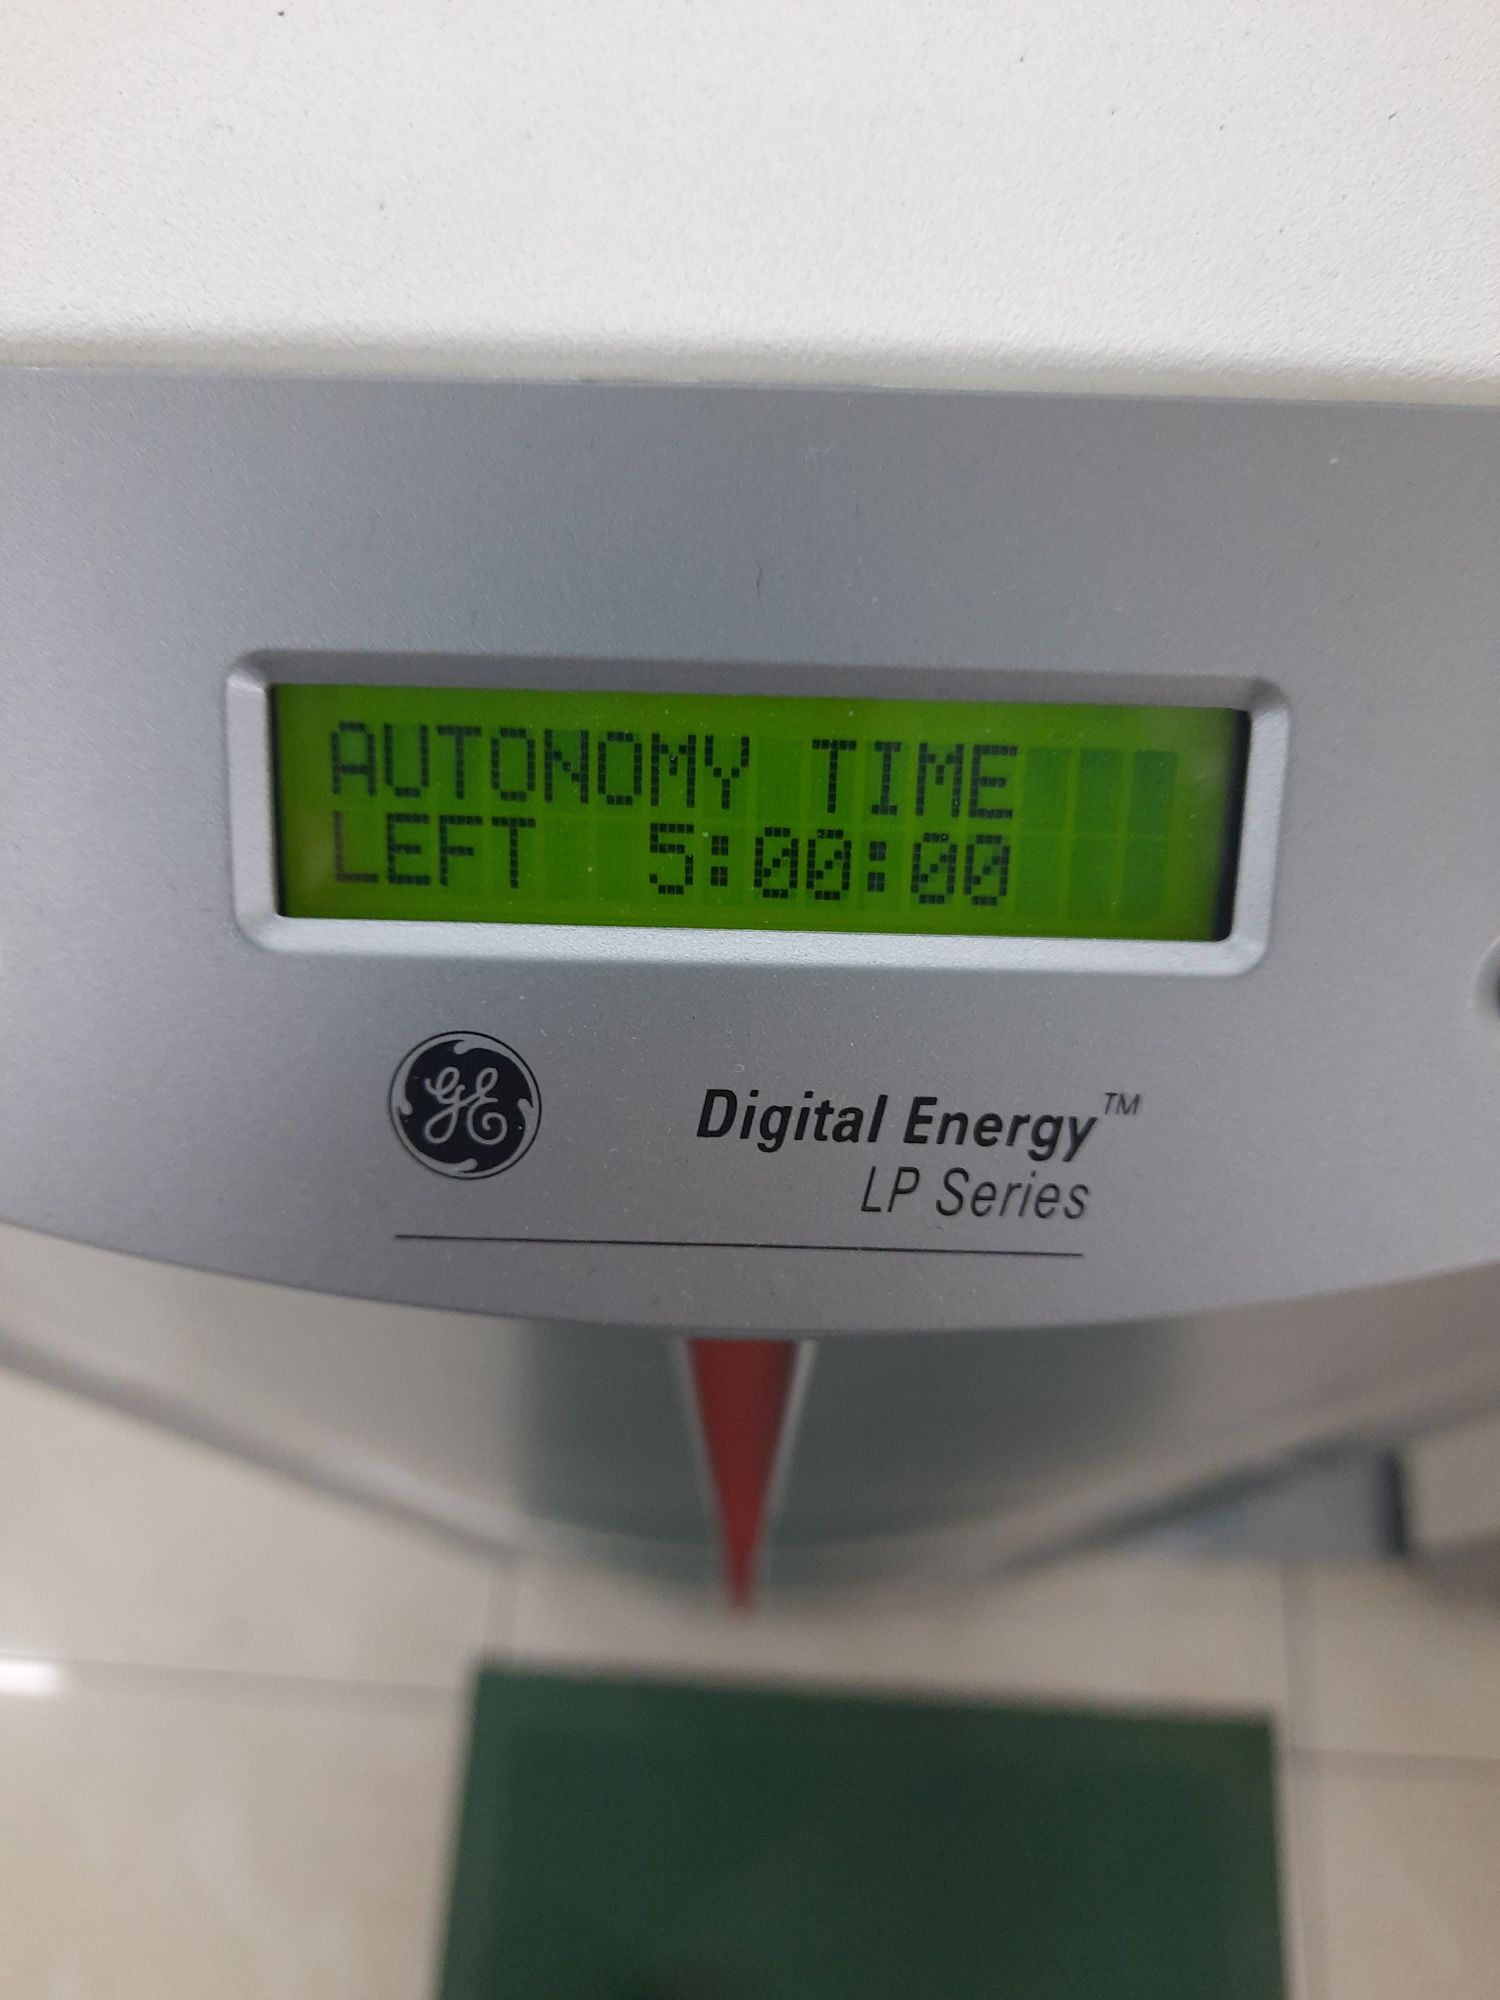 AUTONOMY TIME
LEFT 5:00:00
GE
Digital Energy™
LP Series